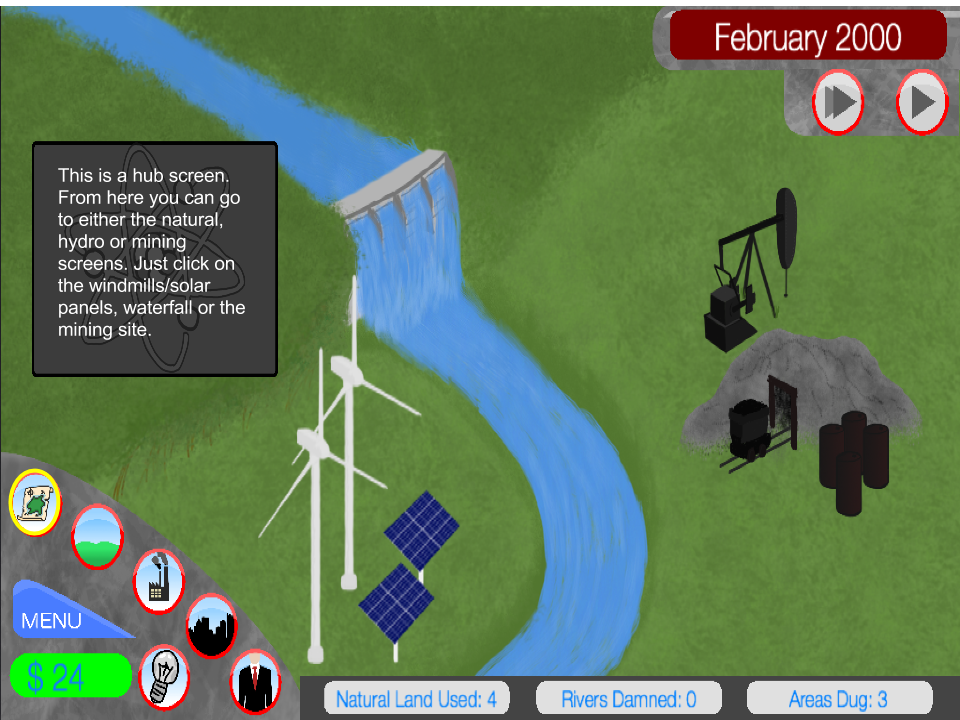 February 2000
This is a hub screen.
From here you can go
to either the natural,
hydro or mining
screens. Just click on
the windmills/solar
panels, waterfall or the
mining site.
MENU
$ 24
Natural Land Used: 4
Rivers Damned: 0
Areas Dug: 3